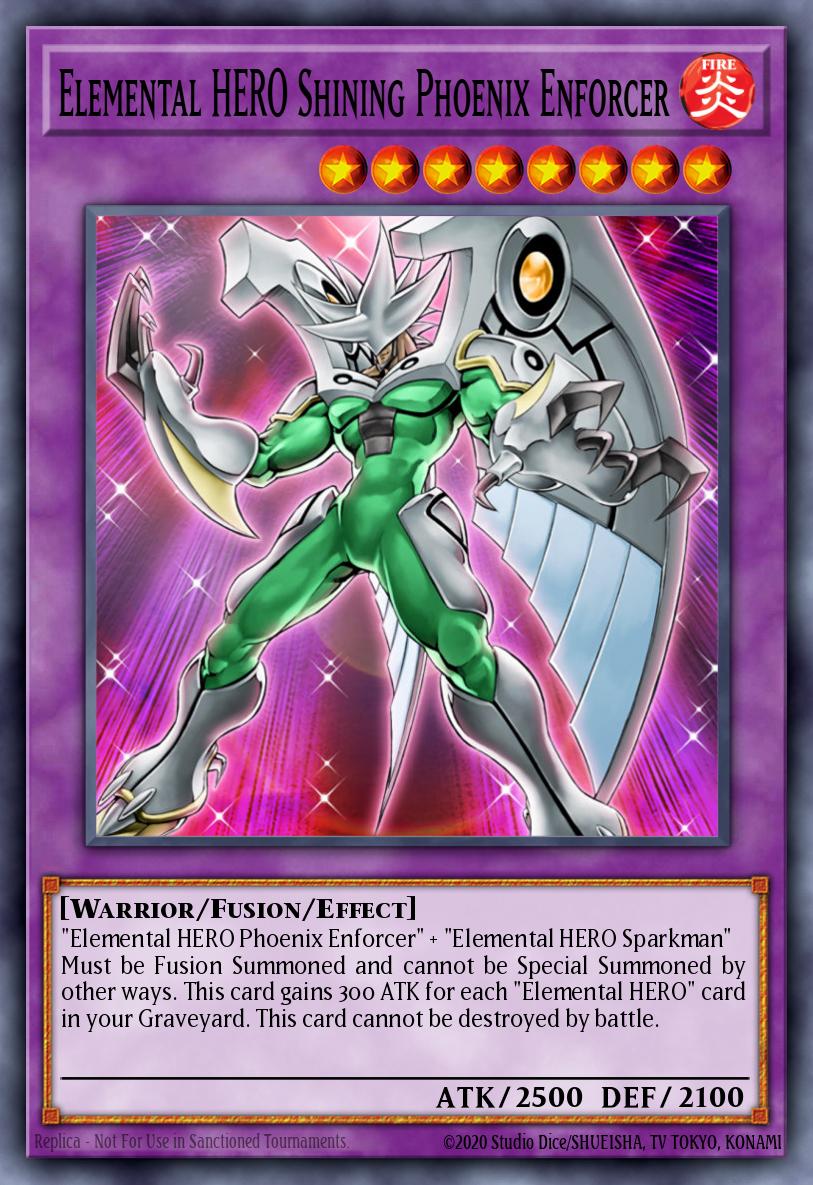 Elemental HERO Shining Phoenix Enforcer
FIRE
炎
[Warrior/Fusion/Effect]
"Elemental HERO Phoenix Enforcer" + "Elemental HERO Sparkman"
Must be Fusion Summoned and cannot be Special Summoned by
other ways. This card gains 300 ATK for each "Elemental HERO" card
in your Graveyard. This card cannot be destroyed by battle.
ATK/2500 DEF/2100
Replica - Not For Use in Sanctioned Tournaments.
©2020 Studio Dice/SHUEISHA, TV TOKYO, KONAMI